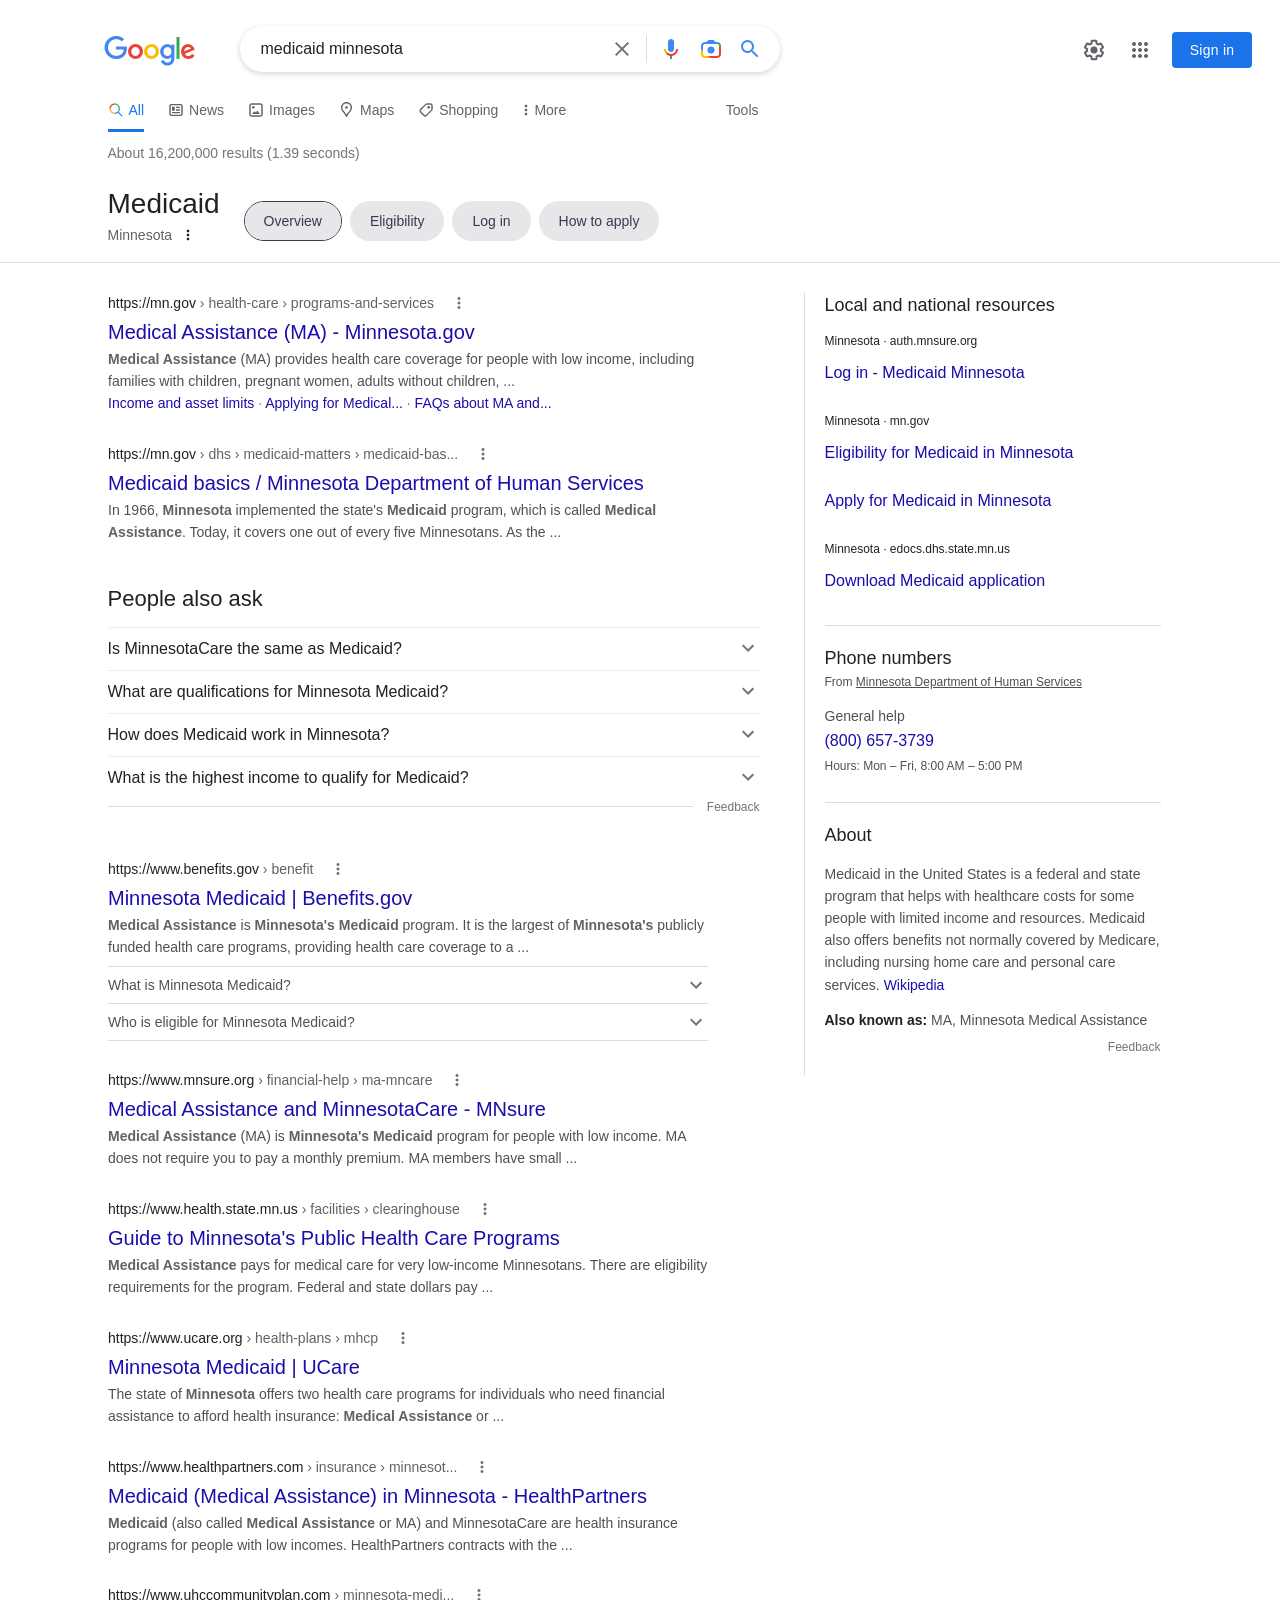 Google
medicaid minnesota
Sign in
All
News
Images
Maps
Shopping
More
Tools
About 16,200,000 results (1.39 seconds)
Medicaid
Minnesota
Overview
Eligibility
Log in
How to apply
https://mn.gov › health-care › programs-and-services
Medical Assistance (MA) - Minnesota.gov
Medical Assistance (MA) provides health care coverage for people with low income, including
families with children, pregnant women, adults without children, ...
Income and asset limits · Applying for Medical... · FAQs about MA and...
https://mn.gov › dhs › medicaid-matters › medicaid-bas...
Medicaid basics / Minnesota Department of Human Services
In 1966, Minnesota implemented the state's Medicaid program, which is called Medical
Assistance. Today, it covers one out of every five Minnesotans. As the ...
People also ask
Is MinnesotaCare the same as Medicaid?
What are qualifications for Minnesota Medicaid?
How does Medicaid work in Minnesota?
What is the highest income to qualify for Medicaid?
Feedback
https://www.benefits.gov › benefit
Minnesota Medicaid | Benefits.gov
Medical Assistance is Minnesota's Medicaid program. It is the largest of Minnesota's publicly
funded health care programs, providing health care coverage to a ...
What is Minnesota Medicaid?
Who is eligible for Minnesota Medicaid?
https://www.mnsure.org › financial-help › ma-mncare
Medical Assistance and MinnesotaCare - MNsure
Medical Assistance (MA) is Minnesota's Medicaid program for people with low income. MA
does not require you to pay a monthly premium. MA members have small ...
https://www.health.state.mn.us › facilities › clearinghouse
Guide to Minnesota's Public Health Care Programs
Medical Assistance pays for medical care for very low-income Minnesotans. There are eligibility
requirements for the program. Federal and state dollars pay ...
https://www.ucare.org › health-plans › mhcp
Minnesota Medicaid | UCare
The state of Minnesota offers two health care programs for individuals who need financial
assistance to afford health insurance: Medical Assistance or ...
https://www.healthpartners.com › insurance › minnesot...
Medicaid (Medical Assistance) in Minnesota - HealthPartners
Medicaid (also called Medical Assistance or MA) and MinnesotaCare are health insurance
programs for people with low incomes. HealthPartners contracts with the ...
https://www.uhccommunityplan.com › minnesota-medi...
Local and national resources
Minnesota · auth.mnsure.org
Log in - Medicaid Minnesota
Minnesota · mn.gov
Eligibility for Medicaid in Minnesota
Apply for Medicaid in Minnesota
Minnesota · edocs.dhs.state.mn.us
Download Medicaid application
Phone numbers
From Minnesota Department of Human Services
General help
(800) 657-3739
Hours: Mon – Fri, 8:00 AM – 5:00 PM
About
Medicaid in the United States is a federal and state
program that helps with healthcare costs for some
people with limited income and resources. Medicaid
also offers benefits not normally covered by Medicare,
including nursing home care and personal care
services. Wikipedia
Also known as: MA, Minnesota Medical Assistance
Feedback